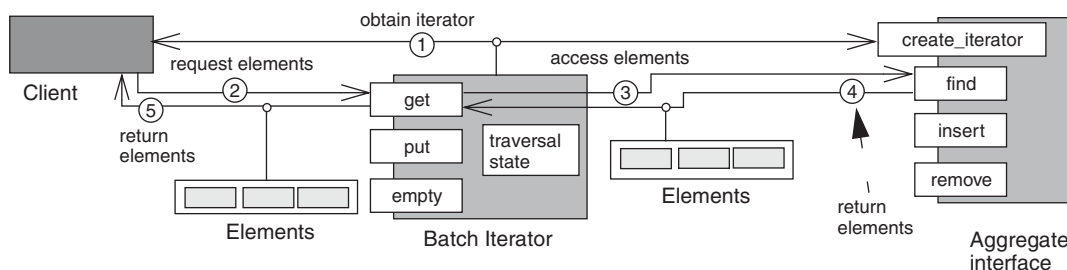 obtain iterator
1
create_iterator
request elements
access elements
Client
2
get
3
4
find
5
return
elements
put
traversal
state
insert
empty
remove
Elements
Batch Iterator
Elements
return
elements
Aggregate
interface